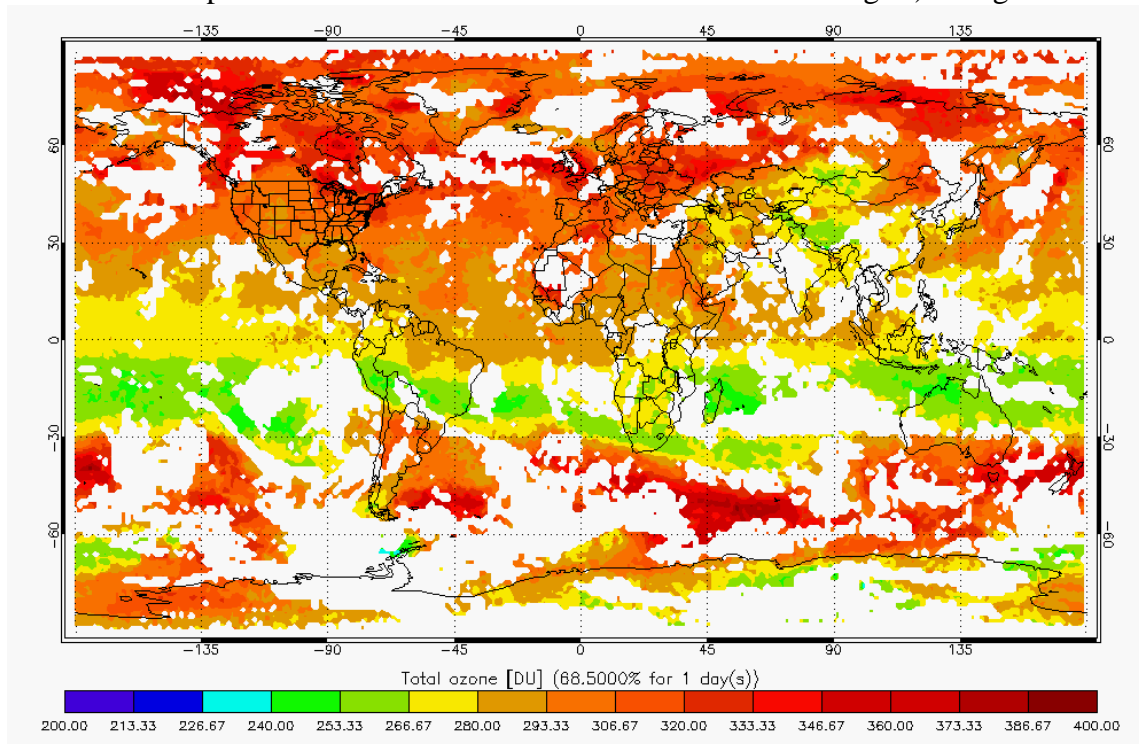 −135 −90 −45 0 45 90 135
60 60
30 30
0 0
−30 −30
−60 −60
−135 −90 −45 0 45 90 135
Total ozone [DU] (68.5000% for 1 day(s))
200.00 213.33 226.67 240.00 253.33 266.67 280.00 293.33 306.67 320.00 333.33 346.67 360.00 373.33 386.67 400.00